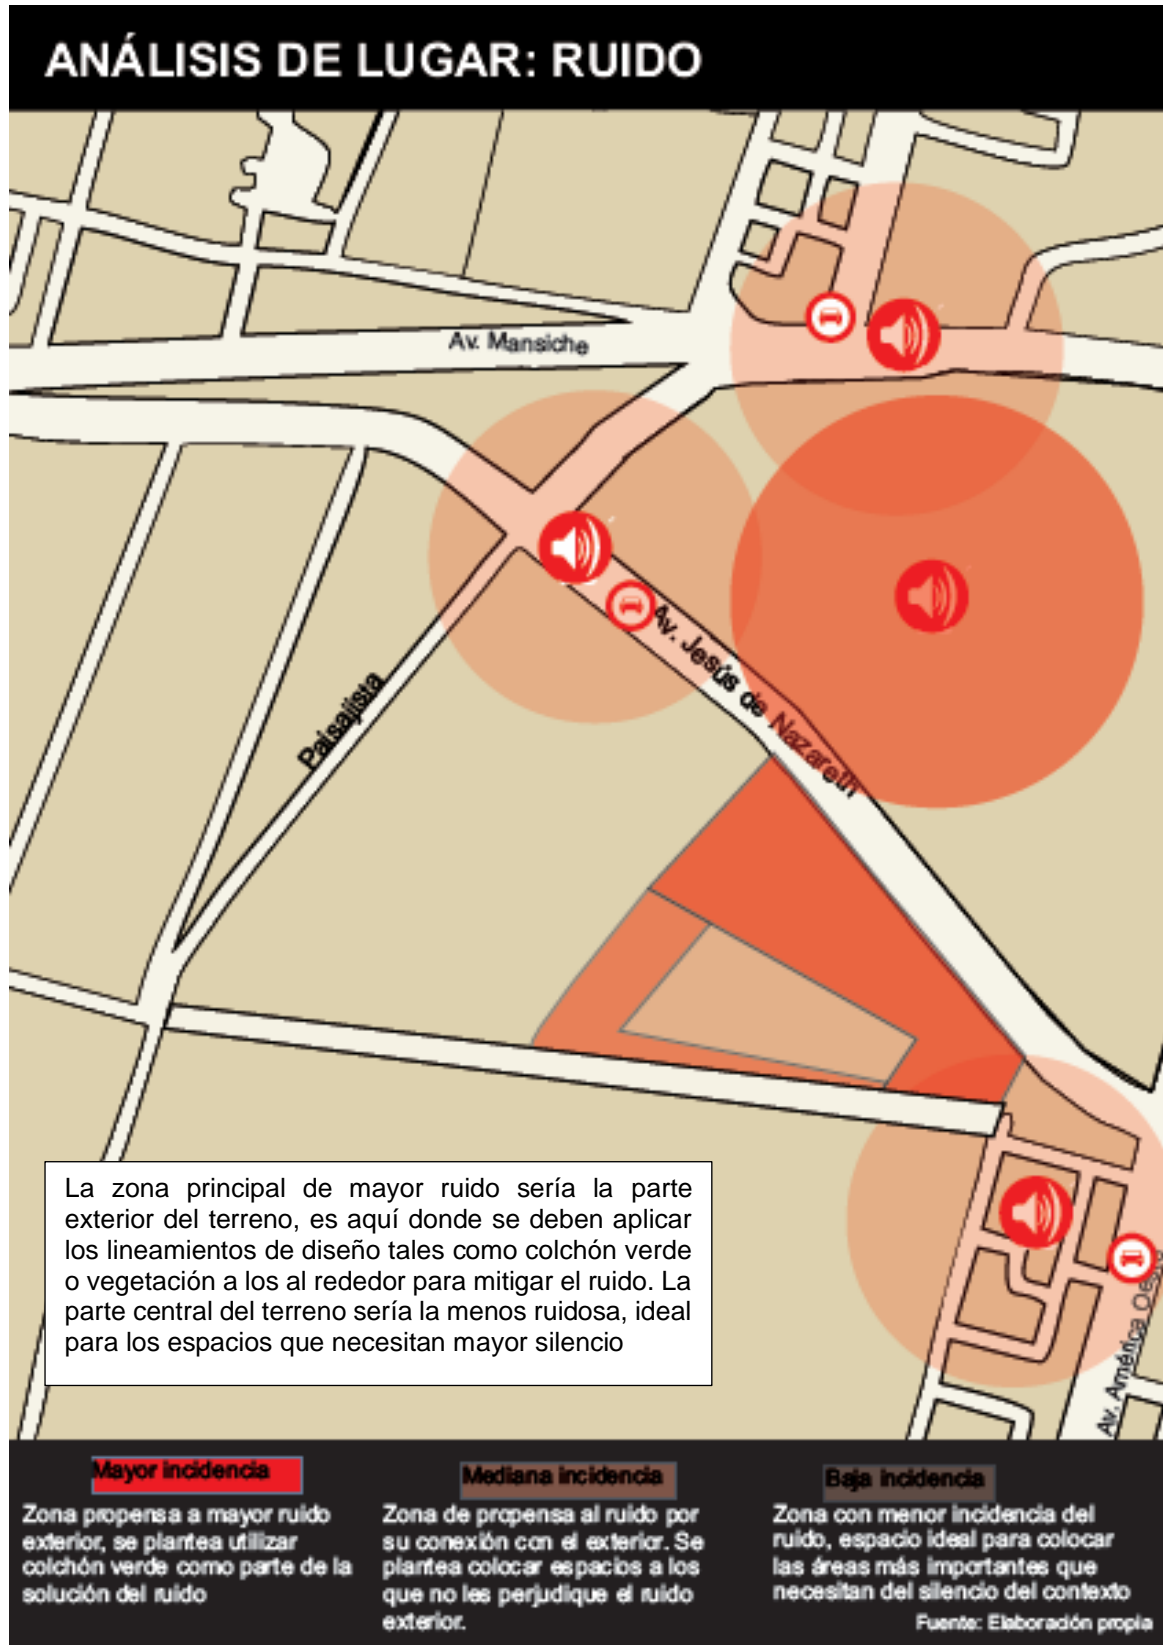 ANÁLISIS DE LUGAR: RUIDO
Av. Mansiche
Av. Jesús de Nazareth
Paisajista
La zona principal de mayor ruido sería la parte
exterior del terreno, es aquí donde se deben aplicar
los lineamientos de diseño tales como colchón verde
o vegetación a los al rededor para mitigar el ruido. La
parte central del terreno sería la menos ruidosa, ideal
para los espacios que necesitan mayor silencio
Av. América Oeste
Mayor incidencia
Zona propensa a mayor ruido
exterior, se plantea utilizar
colchón verde como parte de la
solución del ruido
Mediana incidencia
Zona de propensa al ruido por
su conexión con el exterior. Se
plantea colocar espacios a los
que no les perjudique el ruido
exterior.
Baja incidencia
Zona con menor incidencia del
ruido, espacio ideal para colocar
las áreas más importantes que
necesitan del silencio del contexto
Fuente: Elaboración propia